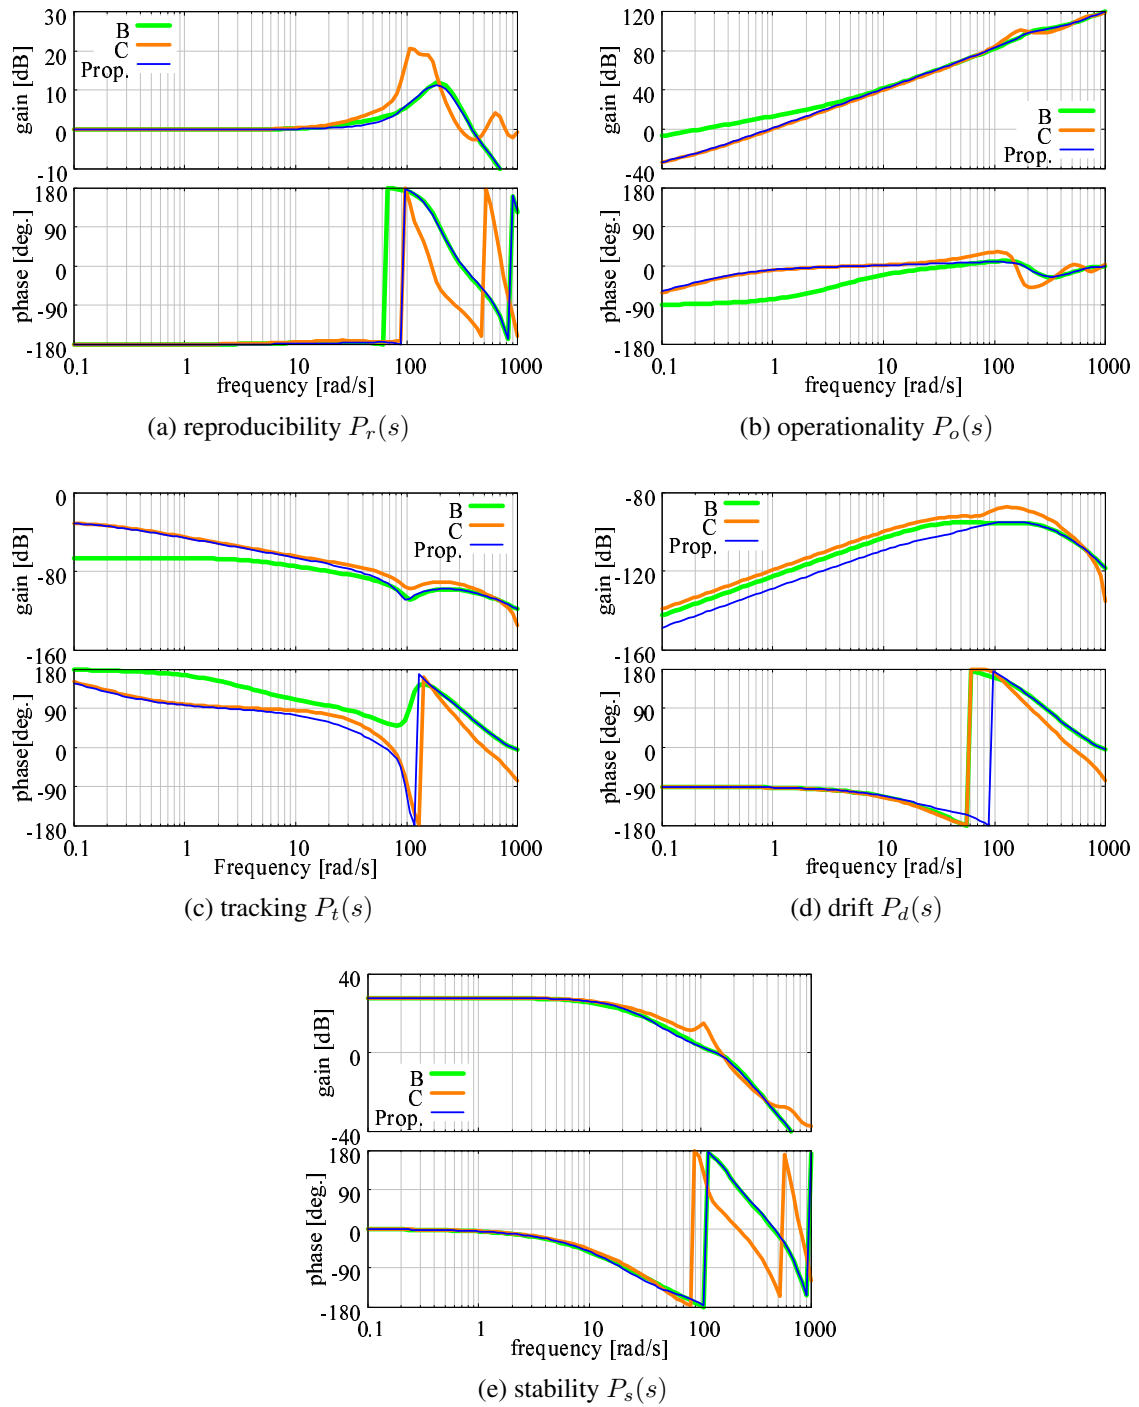 30
20
10
0
-10
gain [dB]
B
C
Prop.
180
90
0
-90
-180
phase [deg.]
0.1
1
10
100
1000
frequency [rad/s]
(a) reproducibility P_r(s)
120
80
40
0
-40
gain [dB]
B
C
Prop.
180
90
0
-90
-180
phase [deg.]
0.1
1
10
100
1000
frequency [rad/s]
(b) operationality P_o(s)
0
-80
-160
gain [dB]
B
C
Prop.
180
90
0
-90
-180
phase[deg.]
0.1
1
10
100
1000
Frequency [rad/s]
(c) tracking P_t(s)
-80
-120
-160
gain [dB]
B
C
Prop.
180
90
0
-90
-180
phase [deg.]
0.1
1
10
100
1000
frequency [rad/s]
(d) drift P_d(s)
40
0
-40
gain [dB]
B
C
Prop.
180
90
0
-90
-180
phase [deg.]
0.1
1
10
100
1000
frequency [rad/s]
(e) stability P_s(s)